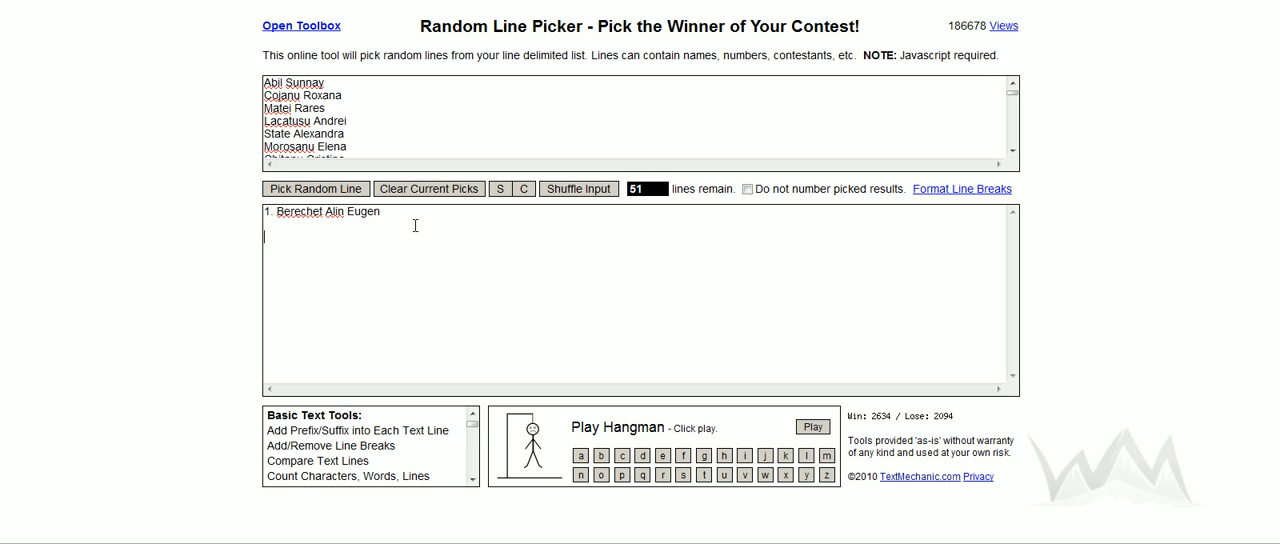 Open Toolbox
Random Line Picker - Pick the Winner of Your Contest!
186678 Views
This online tool will pick random lines from your line delimited list. Lines can contain names, numbers, contestants, etc. NOTE: Javascript required.
Abil Sunnay
Cojanu Roxana
Matei Rares
Lacatusu Andrei
State Alexandra
Morosanu Elena
Pick Random Line Clear Current Picks S C Shuffle Input 51 lines remain. Do not number picked results. Format Line Breaks
1. Berechet Alin Eugen
Basic Text Tools:
Add Prefix/Suffix into Each Text Line
Add/Remove Line Breaks
Compare Text Lines
Count Characters, Words, Lines
Play Hangman - Click play. Play
a b c d e f g h i j k l m
n o p q r s t u v w x y z
Win: 2634 / Lose: 2094
Tools provided 'as-is' without warranty
of any kind and used at your own risk.
©2010 TextMechanic.com Privacy
WM